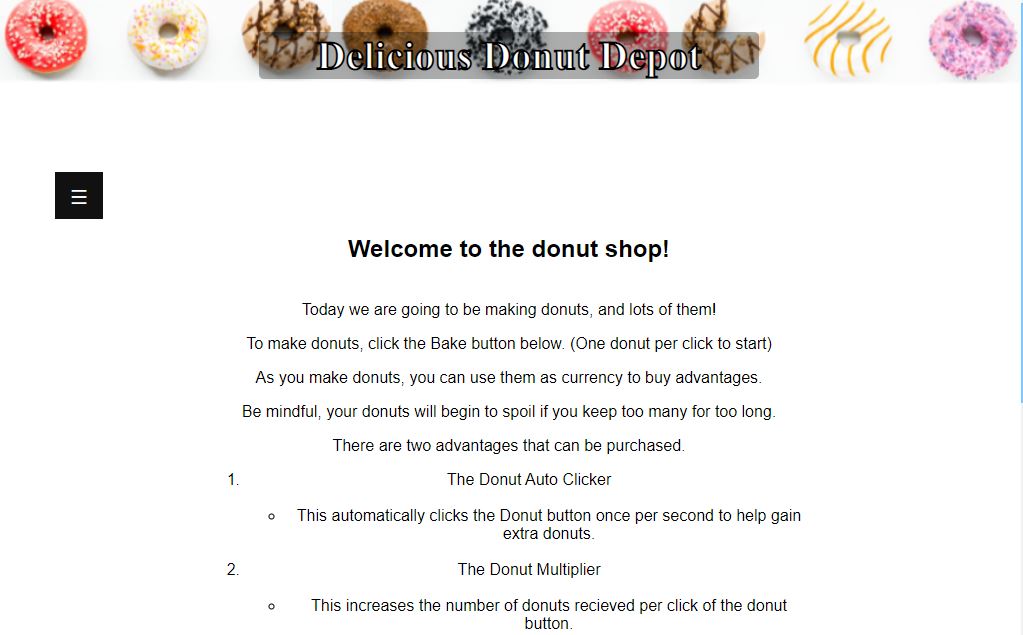 Delicious Donut Depot
☰
Welcome to the donut shop!
Today we are going to be making donuts, and lots of them!
To make donuts, click the Bake button below. (One donut per click to start)
As you make donuts, you can use them as currency to buy advantages.
Be mindful, your donuts will begin to spoil if you keep too many for too long.
There are two advantages that can be purchased.
1. The Donut Auto Clicker
This automatically clicks the Donut button once per second to help gain
extra donuts.
2. The Donut Multiplier
This increases the number of donuts recieved per click of the donut
button.